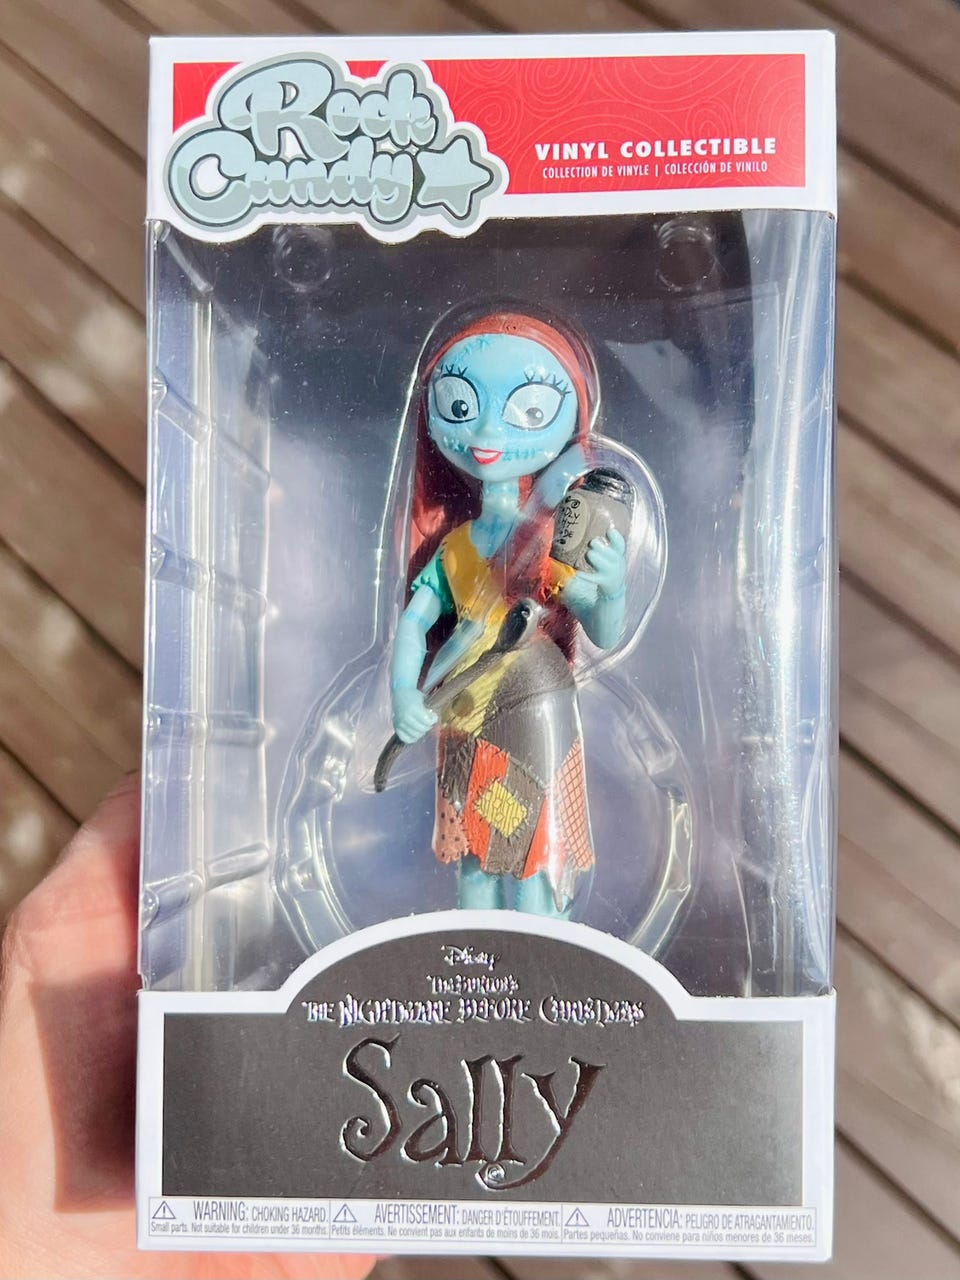 Rock
Candy
VINYL COLLECTIBLE
COLLECTION DE VINYLE | COLECCIÓN DE VINILO
Disney
Tim Burton's
The Nightmare Before Christmas
Sally
WARNING: CHOKING HAZARD.
Small parts. Not suitable for children under 36 months.
AVERTISSEMENT: DANGER D'ÉTOUFFEMENT.
Petits éléments. Ne convient pas aux enfants de moins de 36 mois.
ADVERTENCIA: PELIGRO DE ATRAGANTAMIENTO.
Partes pequeñas. No conviene para niños menores de 36 meses.